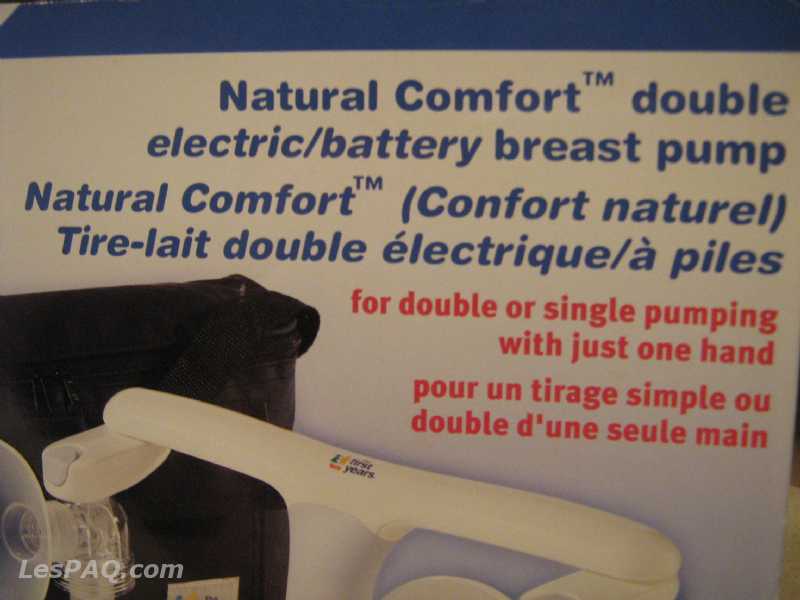 Natural Comfort™ double
electric/battery breast pump
Natural Comfort™ (Confort naturel)
Tire-lait double électrique/à piles
for double or single pumping
with just one hand
pour un tirage simple ou
double d'une seule main
first
years
LesPAQ.com